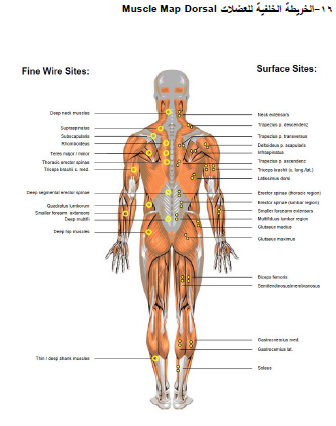 ١٦-الخريطة الخلفية للعضلات Muscle Map Dorsal
Fine Wire Sites:
Deep neck muscles
Supraspinatus
Subscapularis
Rhomboideus
Teres major / minor
Thoracic erector spinae
Triceps brachii c. med.
Deep segmental erector spinae
Quadratus lumborum
Smaller forearm extensors
Deep multifidi
Deep hip muscles
Thin / deep shank muscles
Surface Sites:
Neck extensors
Trapezius p. descendenz
Trapezius p. transversus
Deltoideus p. scapularis
Infraspinatus
Trapezius p. ascendenz
Triceps brachii (c. long./lat.)
Latissimus dorsi
Erector spinae (thoracic region)
Erector spinae (lumbar region)
Smaller forearm extensors
Multifidus lumbar region
Gluteus medius
Gluteus maximus
Biceps femoris
Semitendinosus/membranosus
Gastrocnemius med.
Gastrocnemius lat.
Soleus